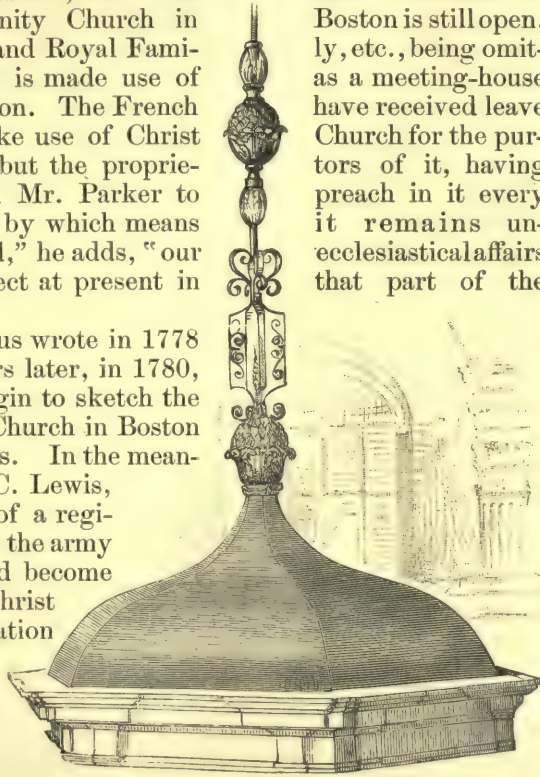 nity Church in Boston is still open,
and Royal Fami- ly, etc., being omit-
is made use of as a meeting-house
on. The French have received leave
ke use of Christ Church for the pur-
but the proprie- tors of it, having
Mr. Parker to preach in it every
by which means it remains un-
l," he adds, "our ecclesiastical affairs
ect at present in that part of the
us wrote in 1778
rs later, in 1780,
gin to sketch the
Church in Boston
s. In the mean-
C. Lewis,
of a regi-
the army
d become
hrist
ation